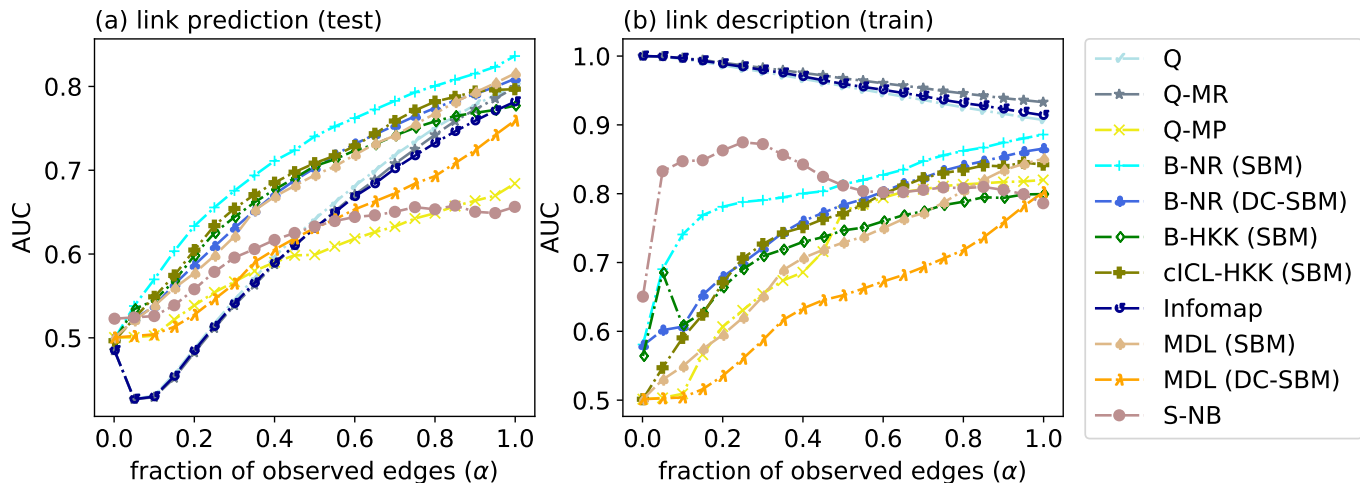 (a) link prediction (test)
AUC
0.8
0.7
0.6
0.5
0.0 0.2 0.4 0.6 0.8 1.0
fraction of observed edges (α)
(b) link description (train)
AUC
1.0
0.9
0.8
0.7
0.6
0.5
0.0 0.2 0.4 0.6 0.8 1.0
fraction of observed edges (α)
Q
Q-MR
Q-MP
B-NR (SBM)
B-NR (DC-SBM)
B-HKK (SBM)
cICL-HKK (SBM)
Infomap
MDL (SBM)
MDL (DC-SBM)
S-NB